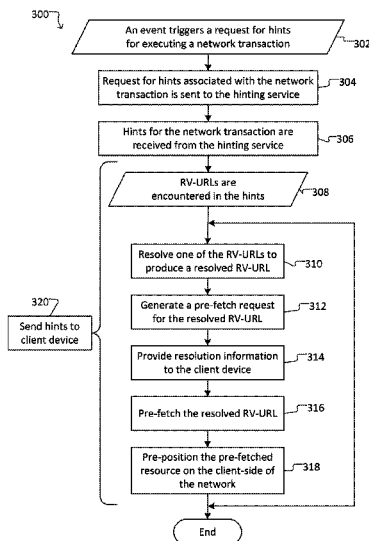 300
An event triggers a request for hints
for executing a network transaction
302
Request for hints associated with the network
transaction is sent to the hinting service
304
Hints for the network transaction are
received from the hinting service
306
RV-URLs are
encountered in the hints
308
Resolve one of the RV-URLs to
produce a resolved RV-URL
310
Generate a pre-fetch request
for the resolved RV-URL
312
320
Send hints to
client device
Provide resolution information
to the client device
314
Pre-fetch the resolved RV-URL
316
Pre-position the pre-fetched
resource on the client-side of
the network
318
End